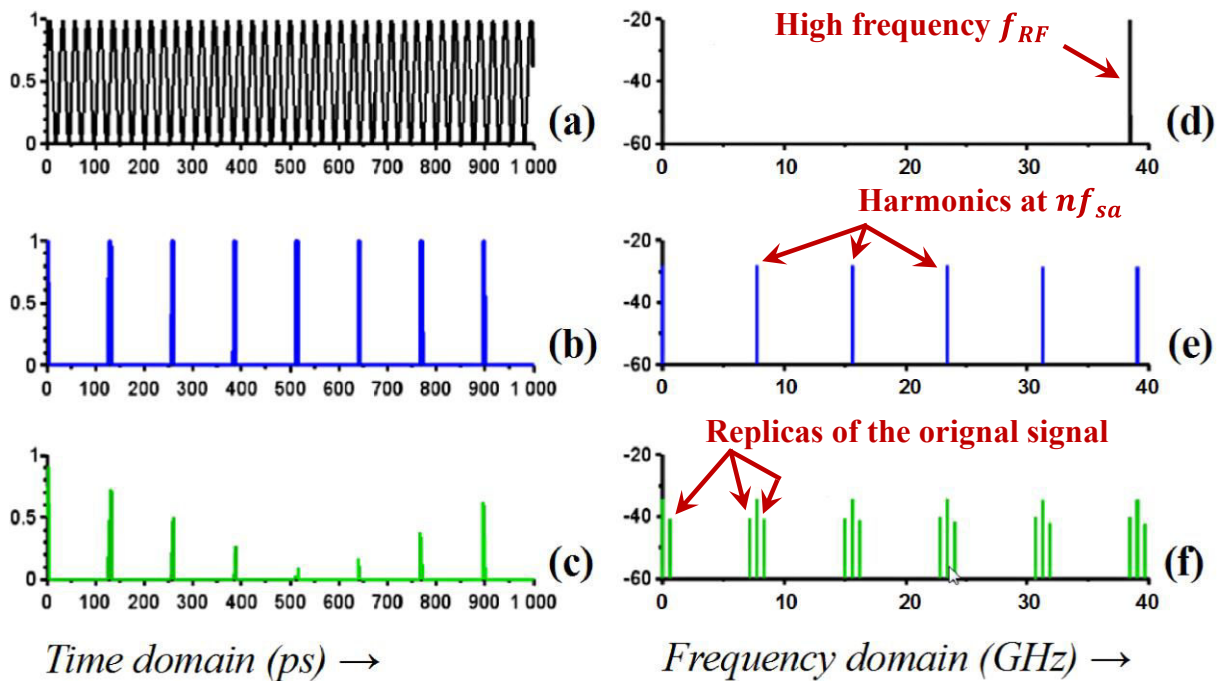 1
0.5
0
0 100 200 300 400 500 600 700 800 900 1 000
(a)
-20
-40
-60
0 10 20 30 40
High frequency f_RF
(d)
1
0.5
0
0 100 200 300 400 500 600 700 800 900 1 000
(b)
-20
-40
-60
0 10 20 30 40
Harmonics at nf_sa
(e)
1
0.5
0
0 100 200 300 400 500 600 700 800 900 1 000
(c)
Replicas of the orignal signal
-20
-40
-60
0 10 20 30 40
(f)
Time domain (ps) →
Frequency domain (GHz) →